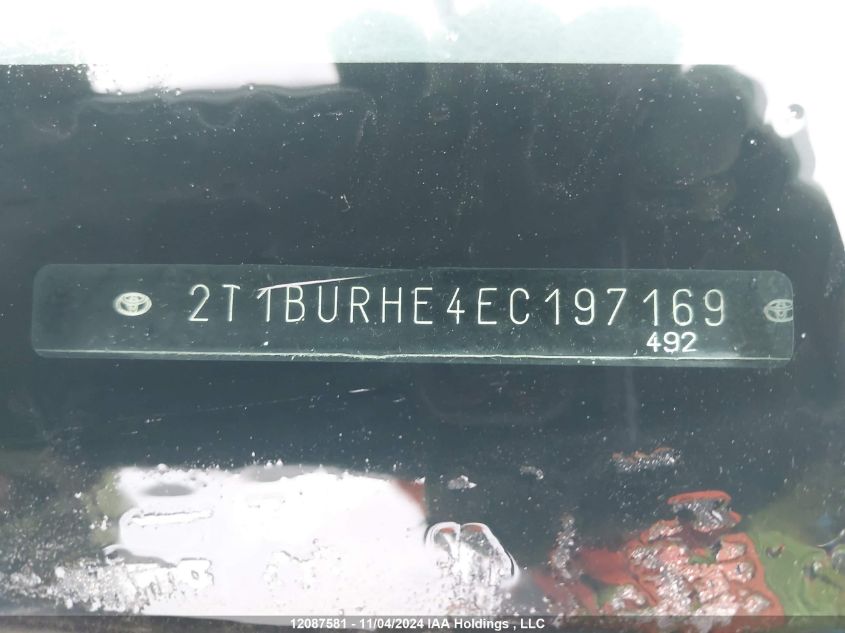 2T1BURHE4EC197169
492
12087581 - 11/04/2024 IAA Holdings , LLC